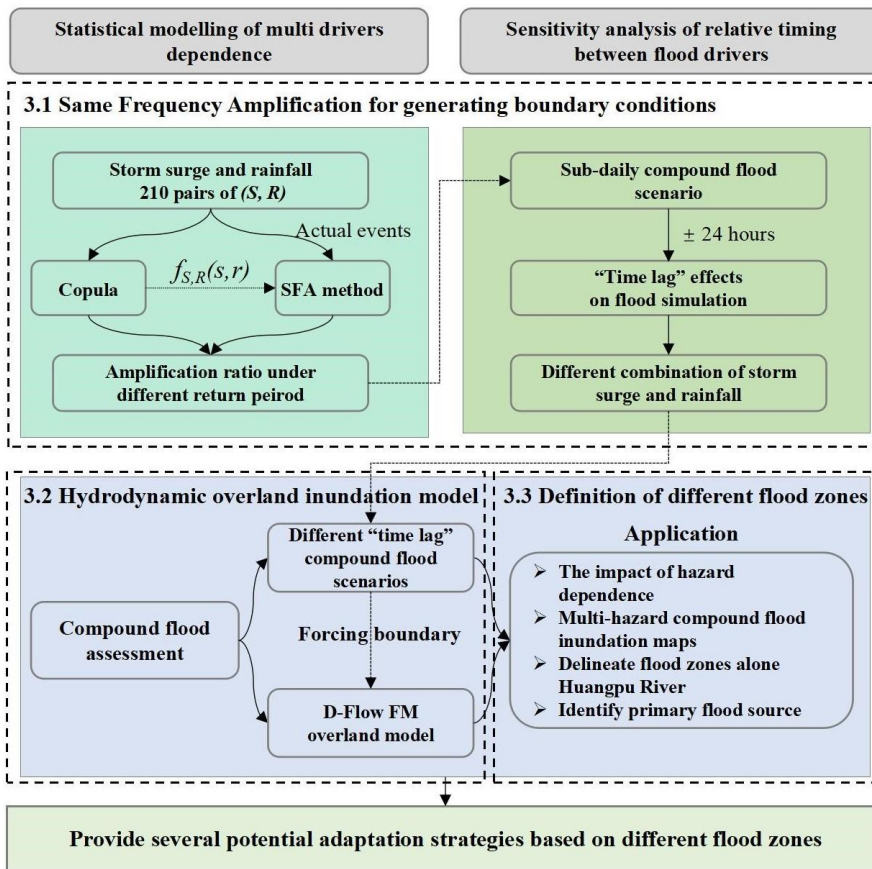 Statistical modelling of multi drivers
dependence
Sensitivity analysis of relative timing
between flood drivers
3.1 Same Frequency Amplification for generating boundary conditions
Storm surge and rainfall
210 pairs of (S, R)
Actual events
Copula
f_{S,R}(s,r)
SFA method
Amplification ratio under
different return peirod
Sub-daily compound flood
scenario
± 24 hours
“Time lag” effects
on flood simulation
Different combination of storm
surge and rainfall
3.2 Hydrodynamic overland inundation model
Different “time lag”
compound flood
scenarios
Compound flood
assessment
Forcing boundary
D-Flow FM
overland model
3.3 Definition of different flood zones
Application
➢ The impact of hazard
dependence
➢ Multi-hazard compound flood
inundation maps
➢ Delineate flood zones alone
Huangpu River
➢ Identify primary flood source
Provide several potential adaptation strategies based on different flood zones